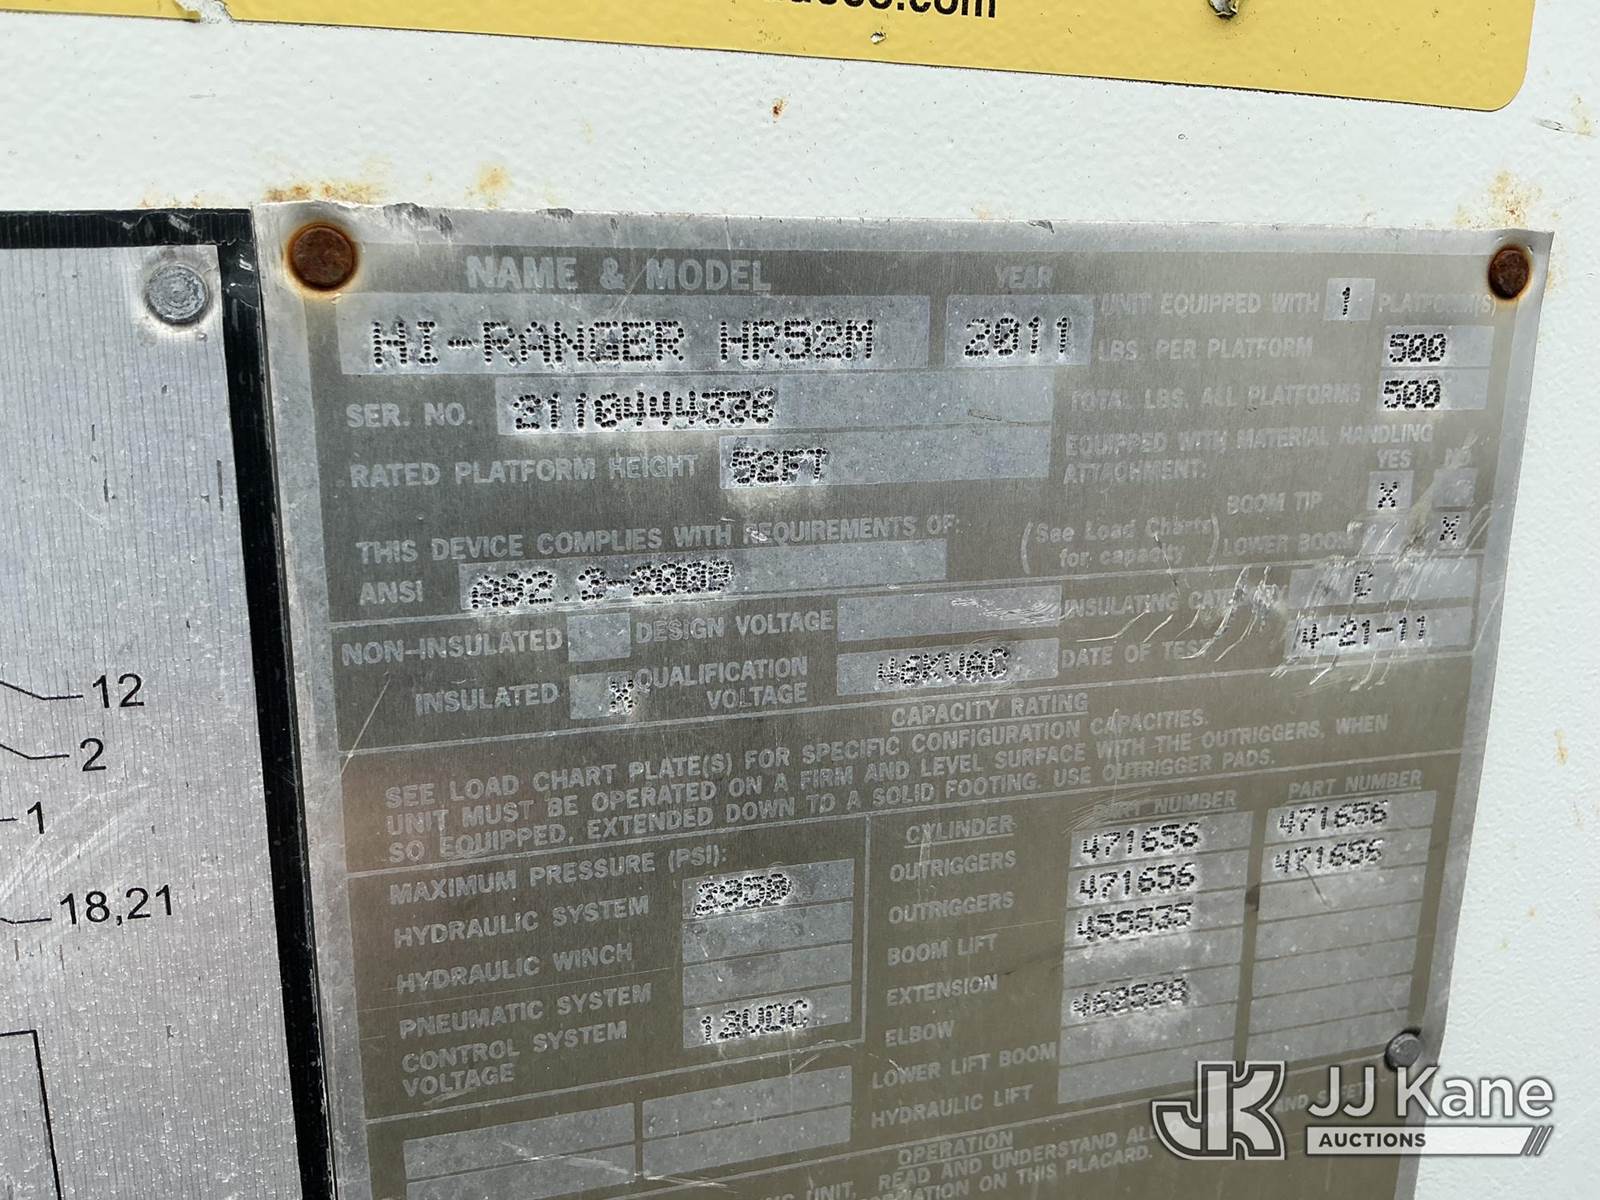 NAME & MODEL YEAR
HI-RANGER HR52M 2011
UNIT EQUIPPED WITH 1 PLATFORM(S)
LBS. PER PLATFORM 500
SER. NO.
TOTAL LBS. ALL PLATFORMS 500
RATED PLATFORM HEIGHT 52FT
EQUIPPED WITH MATERIAL HANDLING
ATTACHMENT: YES NO
BOOM TIP X
(See Load Charts for capacity) LOWER BOOM X
THIS DEVICE COMPLIES WITH REQUIREMENTS OF:
ANSI
INSULATING CATEGORY C
NON-INSULATED DESIGN VOLTAGE
DATE OF TEST 4-21-11
INSULATED X QUALIFICATION VOLTAGE 46KVAC
CAPACITY RATING
SEE LOAD CHART PLATE(S) FOR SPECIFIC CONFIGURATION CAPACITIES.
UNIT MUST BE OPERATED ON A FIRM AND LEVEL SURFACE WITH THE OUTRIGGERS, WHEN
SO EQUIPPED, EXTENDED DOWN TO A SOLID FOOTING. USE OUTRIGGER PADS.
MAXIMUM PRESSURE (PSI):
HYDRAULIC SYSTEM
HYDRAULIC WINCH
PNEUMATIC SYSTEM
CONTROL SYSTEM
VOLTAGE 12VDC
CYLINDER PART NUMBER PART NUMBER
OUTRIGGERS 471656 471656
OUTRIGGERS 471656 471656
BOOM LIFT 455535
EXTENSION
ELBOW
LOWER LIFT BOOM
HYDRAULIC LIFT
OPERATION
READ AND UNDERSTAND ALL
ON THIS PLACARD.
12
2
1
18,21
JJ Kane
AUCTIONS